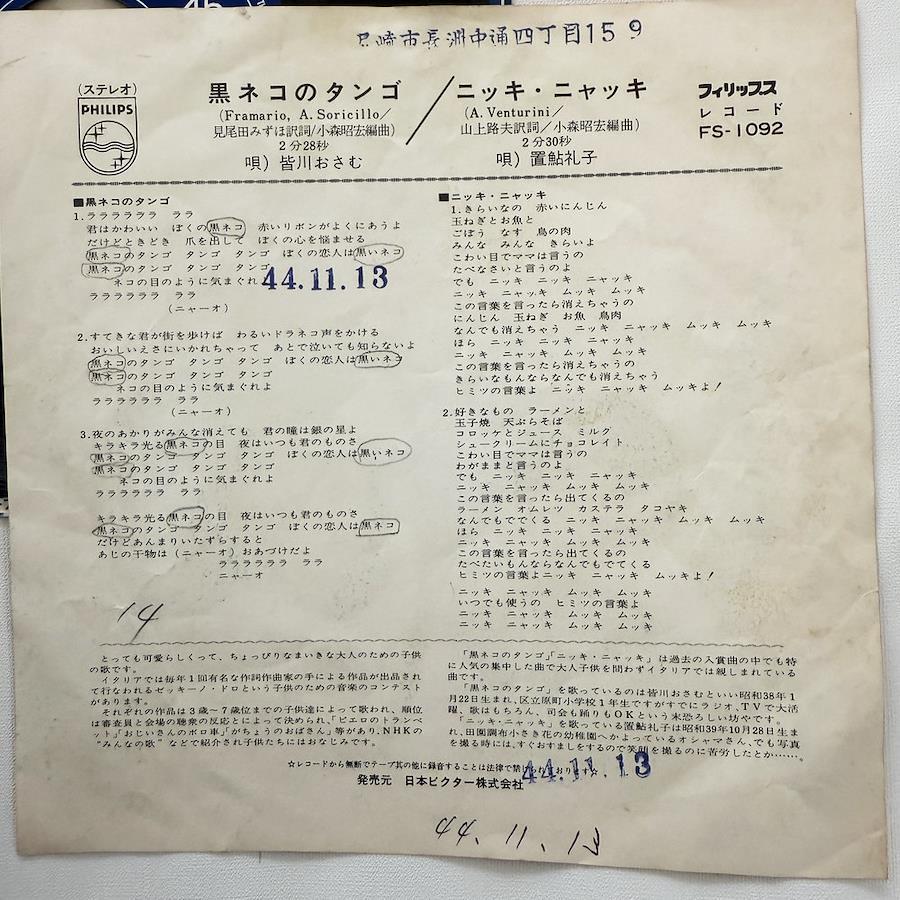 45
尼崎市長洲中通四丁目15 9
(ステレオ)
PHILIPS
黒ネコのタンゴ
(Framario, A. Soricillo/
見尾田みずほ訳詞/小森昭宏編曲)
2分28秒
唄) 皆川おさむ
ニッキ・ニャッキ
(A. Venturini/
山上路夫訳詞/小森昭宏編曲)
2分30秒
唄) 置鮎礼子
フィリップス
レコード
FS-1092
■黒ネコのタンゴ
1.ララララララ ララ
君はかわいい ぼくの黒ネコ 赤いリボンがよくにあうよ
だけどときどき 爪を出して ぼくの心を悩ませる
黒ネコのタンゴ タンゴ タンゴ ぼくの恋人は黒いネコ
黒ネコのタンゴ タンゴ タンゴ
ネコの目のように気まぐれ
44.11.13
ララララララ ララ
(ニャーオ)
2.すてきな君が街を歩けば わるいドラネコ声をかける
おいしいえさにいかれちゃって あとで泣いても知らないよ
黒ネコのタンゴ タンゴ タンゴ ぼくの恋人は黒いネコ
黒ネコのタンゴ タンゴ タンゴ
ネコの目のように気まぐれよ
ララララララ ララ
(ニャーオ)
3.夜のあかりがみんな消えても 君の瞳は銀の星よ
キラキラ光る黒ネコの目 夜はいつも君のものさ
黒ネコのタンゴ タンゴ タンゴ ぼくの恋人は黒いネコ
黒ネコのタンゴ タンゴ タンゴ
ネコの目のように気まぐれよ
ララララララ ララ
キラキラ光る黒ネコの目 夜はいつも君のものさ
黒ネコのタンゴ タンゴ タンゴ ぼくの恋人は黒ネコ
だけどあんまりいたずらすると
あじの干物は (ニャーオ) おあづけだよ
ララララララ ララ
ニャーオ
14
■ニッキ・ニャッキ
1.きらいなの 赤いにんじん
玉ねぎとお魚と
ごぼう なす 鳥の肉
みんな みんな きらいよ
こわい目でママは言うの
たべなさいと言うのよ
でも ニッキ ニッキ ニャッキ
ニッキ ニャッキ ムッキ ムッキ
この言葉を言ったら消えちゃうの
にんじん 玉ねぎ お魚 鳥肉
なんでも消えちゃう ニッキ ニャッキ ムッキ ムッキ
ほら ニッキ ニッキ ニャッキ
ニッキ ニャッキ ムッキ ムッキ
この言葉を言ったら消えちゃうの
きらいなもんならなんでも消えちゃう
ヒミツの言葉よ ニッキ ニャッキ ムッキよ!
2.好きなもの ラーメンと
玉子焼 天ぷらそば
コロッケとジュース ミルク
シュークリームにチョコレイト
こわい目でママは言うの
わがままと言うのよ
でも ニッキ ニッキ ニャッキ
ニッキ ニャッキ ムッキ ムッキ
この言葉を言ったら出てくるの
ラーメン オムレツ カステラ タコヤキ
なんでもででくる ニッキ ニャッキ ムッキ ムッキ
ほら ニッキ ニッキ ニャッキ
ニッキ ニャッキ ムッキ ムッキ
この言葉を言ったら出てくるの
たべたいもんならなんでもでてくる
ヒミツの言葉よニッキ ニャッキ ムッキよ!
ニッキ ニャッキ ムッキ ムッキ
いつでも使うの ヒミツの言葉よ
ニッキ ニャッキ ムッキ ムッキ
ニッキ ニャッキ ムッキ ムッキ
とっても可愛らしくって、ちょっぴりなまいきな大人のための子供
の歌です。
イタリアでは毎年1回有名な作詞作曲家の手による作品が出品され
て行なわれるゼッキーノ・ドロという子供のための音楽のコンテスト
があります。
それぞれの作品は3歳~7歳位までの子供達によって歌われ、順位
は審査員と会場の聴衆の反応とによって決められ、「ピエロのトランペ
ット」「おじいさんのボロ車」「がちょうのおばさん」等があり、NHKの
“みんなの歌”などで紹介され子供たちにはおなじみです。
「黒ネコのタンゴ」「ニッキ・ニャッキ」は過去の入賞曲の中でも特
に人気の集中した曲で大人子供を問わずイタリアでは親しまれている
曲です。
「黒ネコのタンゴ」を歌っているのは皆川おさむといい昭和38年1
月22日生まれ、区立原町小学校1年生ですがすでにラジオ、TVで大活
躍、歌はもちろん、司会も踊りもOKという末恐ろしい坊やです。
「ニッキ・ニャッキ」を歌っている置鮎礼子は昭和39年10月28日生ま
れ、田園調布小さき花の幼稚園へかよっているオシャマさん、でも写真
を撮る時には、すぐおすましをするので笑顔を撮るのに苦労したとか……。
☆レコードから無断でテープ其の他に録音することは法律で禁じられております☆
発売元 日本ビクター株式会社
44.11.13
44.11.13